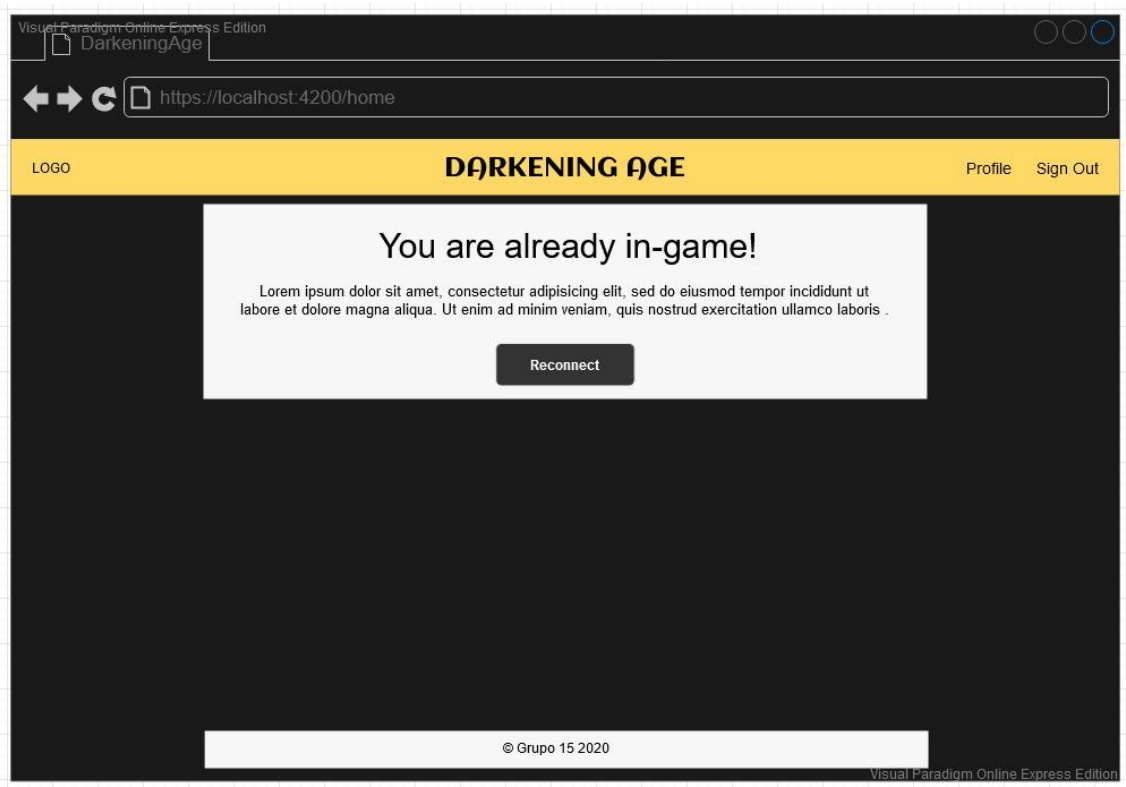 Visual Paradigm Online Express Edition
DarkeningAge
https://localhost:4200/home
LOGO
DARKENING AGE
Profile
Sign Out
You are already in-game!
Lorem ipsum dolor sit amet, consectetur adipisicing elit, sed do eiusmod tempor incididunt ut
labore et dolore magna aliqua. Ut enim ad minim veniam, quis nostrud exercitation ullamco laboris .
Reconnect
© Grupo 15 2020
Visual Paradigm Online Express Edition